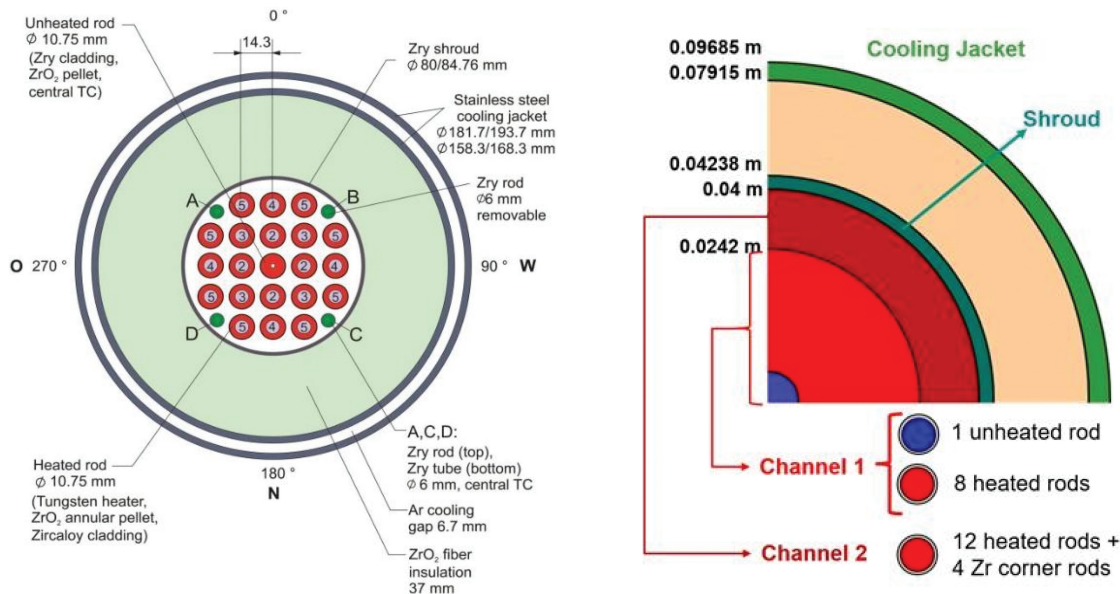 0 °
Unheated rod
Ø 10.75 mm
(Zry cladding,
ZrO₂ pellet,
central TC)
14.3
Zry shroud
Ø 80/84.76 mm
Stainless steel
cooling jacket
Ø181.7/193.7 mm
Ø158.3/168.3 mm
Zry rod
Ø6 mm
removable
A
B
5 4 5
5 3 2 3 5
O 270 °
4 2 2 4
90 ° W
5 3 2 3 5
5 4 5
D
C
Heated rod
Ø 10.75 mm
(Tungsten heater,
ZrO₂ annular pellet,
Zircaloy cladding)
180 °
N
A,C,D:
Zry rod (top),
Zry tube (bottom)
Ø 6 mm, central TC
Ar cooling
gap 6.7 mm
ZrO₂ fiber
insulation
37 mm
0.09685 m
0.07915 m
Cooling Jacket
Shroud
0.04238 m
0.04 m
0.0242 m
Channel 1
1 unheated rod
8 heated rods
Channel 2
12 heated rods +
4 Zr corner rods